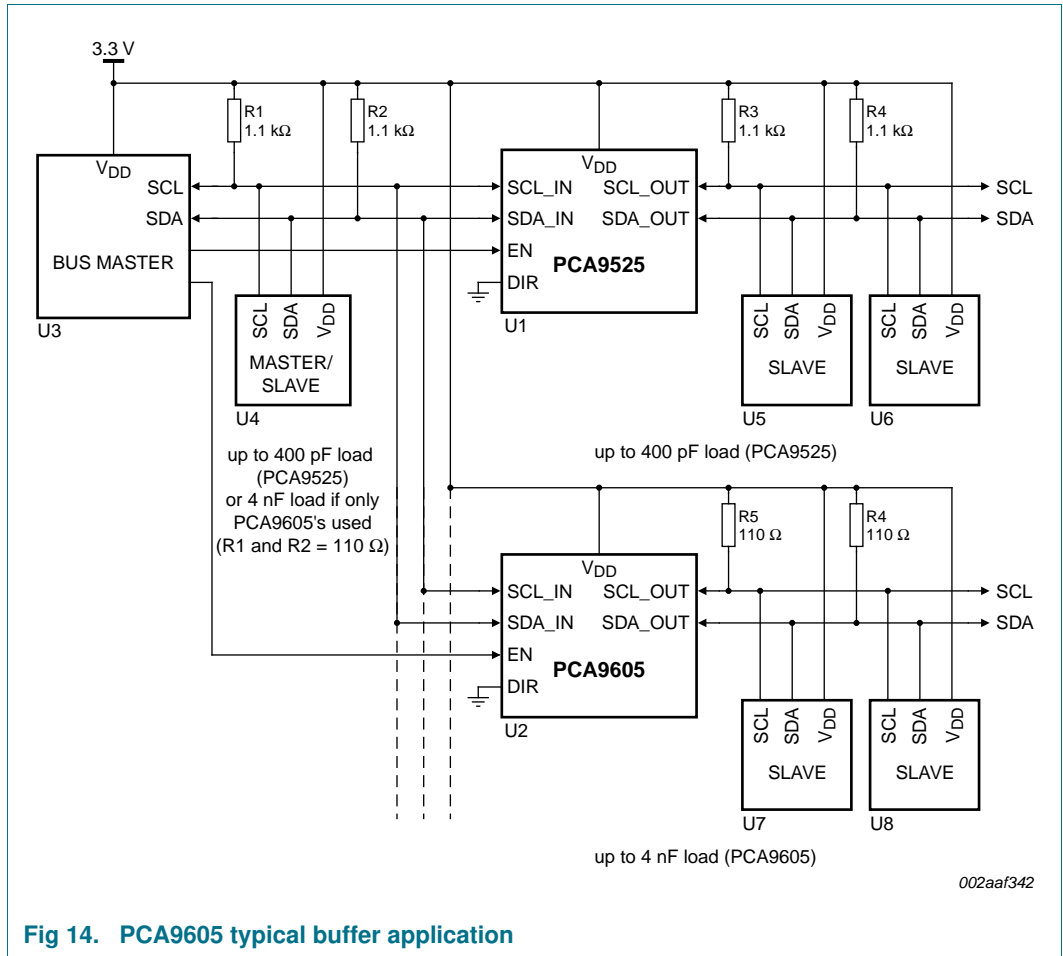 3.3 V
R1
1.1 kΩ
R2
1.1 kΩ
R3
1.1 kΩ
R4
1.1 kΩ
VDD
SCL
SDA
BUS MASTER
U3
VDD
SCL_IN SCL_OUT
SDA_IN SDA_OUT
EN
PCA9525
DIR
U1
SCL
SDA
SCL
SDA
VDD
MASTER/
SLAVE
U4
SCL
SDA
VDD
SLAVE
U5
SCL
SDA
VDD
SLAVE
U6
up to 400 pF load
(PCA9525)
or 4 nF load if only
PCA9605's used
(R1 and R2 = 110 Ω)
up to 400 pF load (PCA9525)
R5
110 Ω
R4
110 Ω
VDD
SCL_IN SCL_OUT
SDA_IN SDA_OUT
EN
PCA9605
DIR
U2
SCL
SDA
SCL
SDA
VDD
SLAVE
U7
SCL
SDA
VDD
SLAVE
U8
up to 4 nF load (PCA9605)
002aaf342
Fig 14. PCA9605 typical buffer application